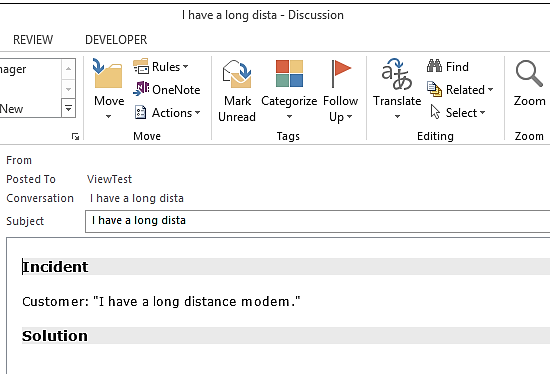 I have a long dista - Discussion
REVIEW DEVELOPER
nager
New
Move
Rules
OneNote
Actions
Move
Mark Unread
Categorize
Follow Up
Tags
Translate
Find
Related
Select
Editing
Zoom
Zoom
From
Posted To ViewTest
Conversation I have a long dista
Subject I have a long dista
Incident
Customer: "I have a long distance modem."
Solution